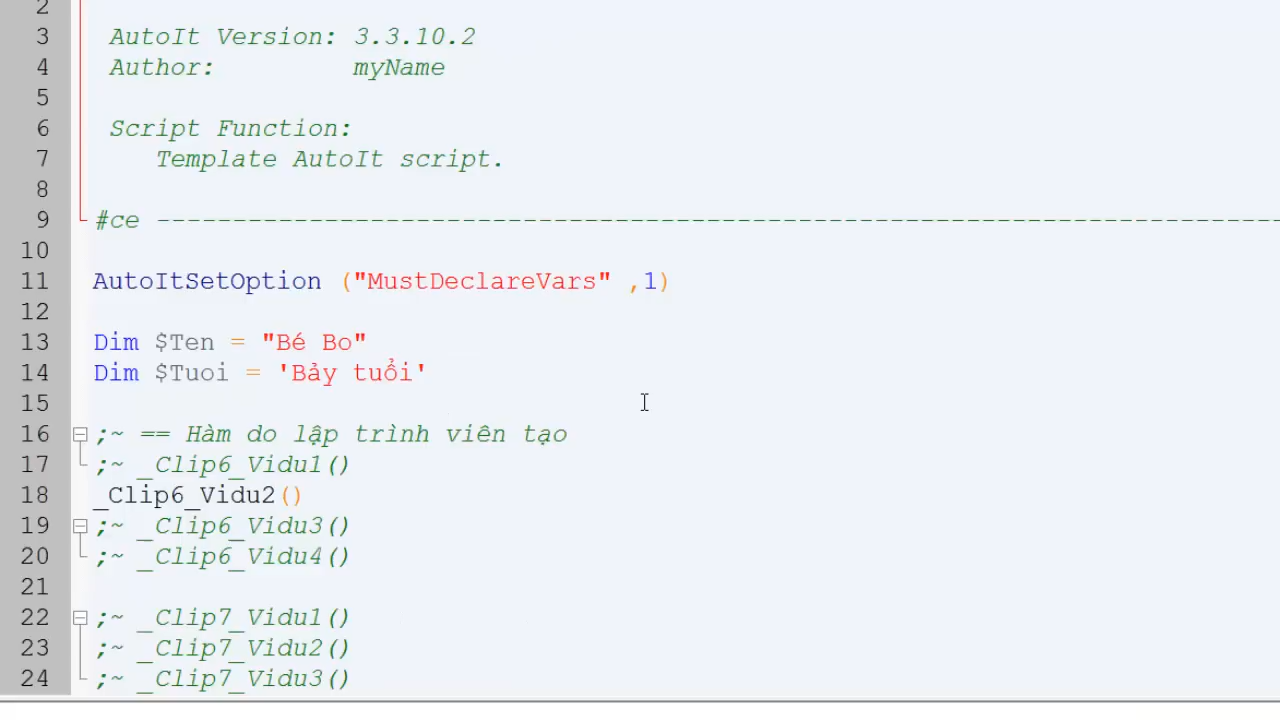 2
3 AutoIt Version: 3.3.10.2
4 Author: myName
5
6 Script Function:
7 Template AutoIt script.
8
9 #ce -------------------------------------------------------------------------
10
11 AutoItSetOption ("MustDeclareVars" ,1)
12
13 Dim $Ten = "Bé Bo"
14 Dim $Tuoi = 'Bảy tuổi'
15
16 ;~ == Hàm do lập trình viên tạo
17 ;~ _Clip6_Vidu1()
18 _Clip6_Vidu2()
19 ;~ _Clip6_Vidu3()
20 ;~ _Clip6_Vidu4()
21
22 ;~ _Clip7_Vidu1()
23 ;~ _Clip7_Vidu2()
24 ;~ _Clip7_Vidu3()